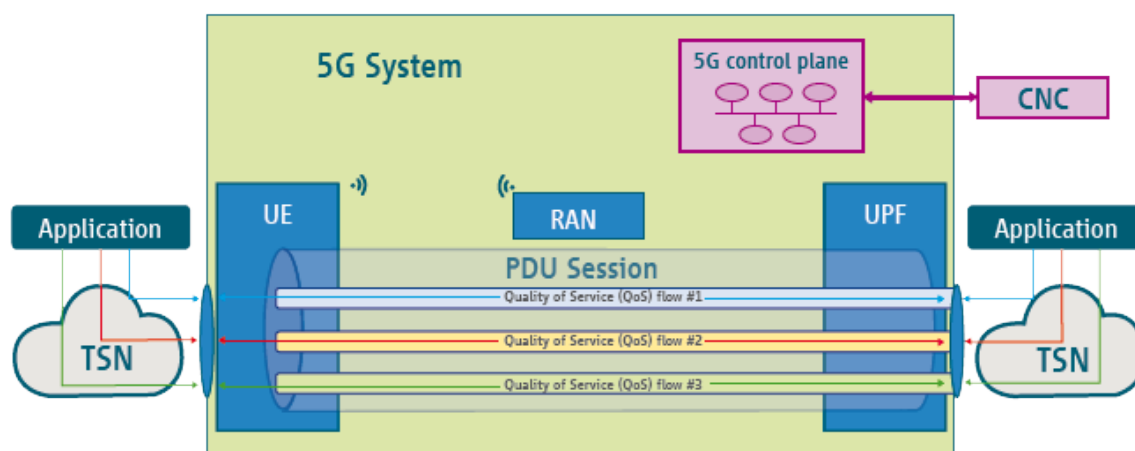 5G System
5G control plane
CNC
UE
RAN
UPF
Application
Application
PDU Session
Quality of Service (QoS) flow #1
TSN
Quality of Service (QoS) flow #2
TSN
Quality of Service (QoS) flow #3